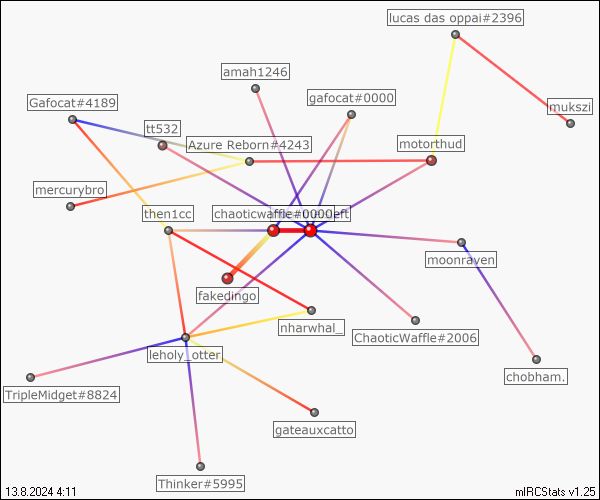 lucas das oppai#2396
amah1246
gafocat#0000
Gafocat#4189
mukszi
tt532
Azure Reborn#4243
motorthud
mercurybro
then1cc
chaoticwaffle#0000eft
moonraven
fakedingo
nharwhal_
ChaoticWaffle#2006
leholy_otter
chobham.
TripleMidget#8824
gateauxcatto
Thinker#5995
13.8.2024 4:11
mIRCStats v1.25